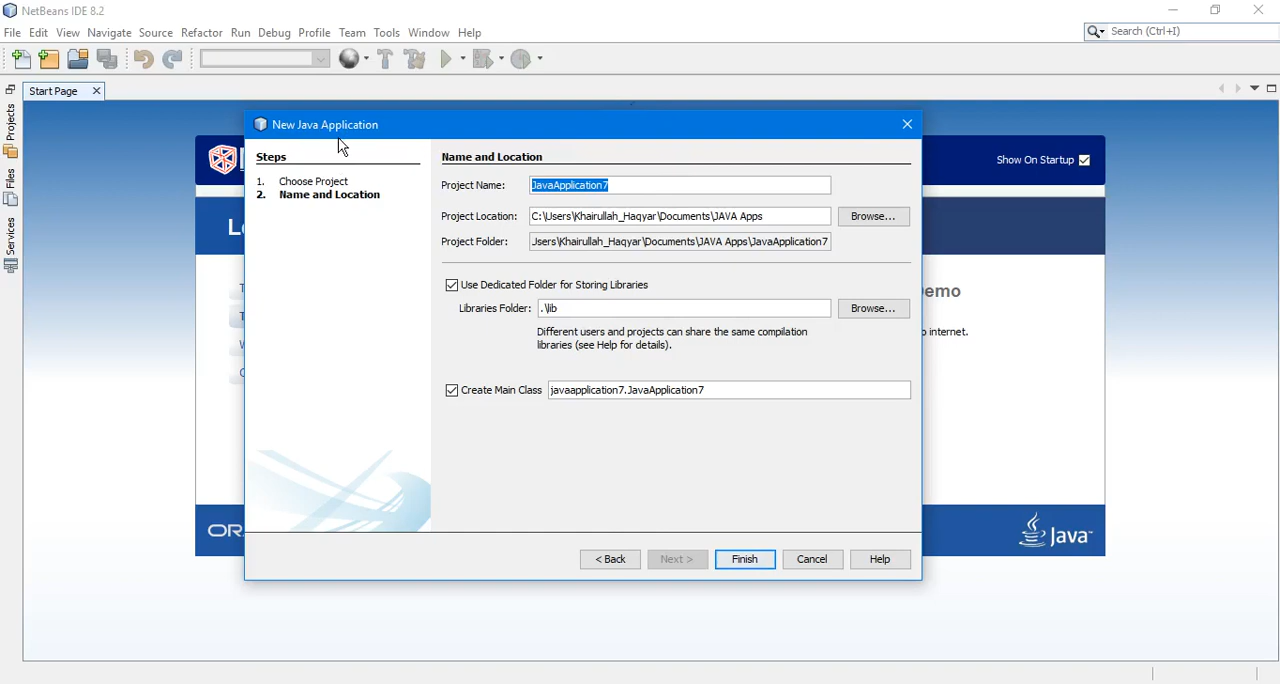 NetBeans IDE 8.2
File Edit View Navigate Source Refactor Run Debug Profile Team Tools Window Help
Search (Ctrl+I)
Start Page
Projects
Files
Services
New Java Application
Show On Startup
Steps
1. Choose Project
2. Name and Location
Name and Location
Project Name: JavaApplication7
Project Location: C:\Users\Khairullah_Haqyar\Documents\JAVA Apps Browse...
Project Folder: Jsers\Khairullah_Haqyar\Documents\JAVA Apps\JavaApplication7
Use Dedicated Folder for Storing Libraries
Libraries Folder: .\lib Browse...
Different users and projects can share the same compilation
libraries (see Help for details).
Create Main Class javaapplication7.JavaApplication7
emo
internet.
< Back Next > Finish Cancel Help
OR
Java